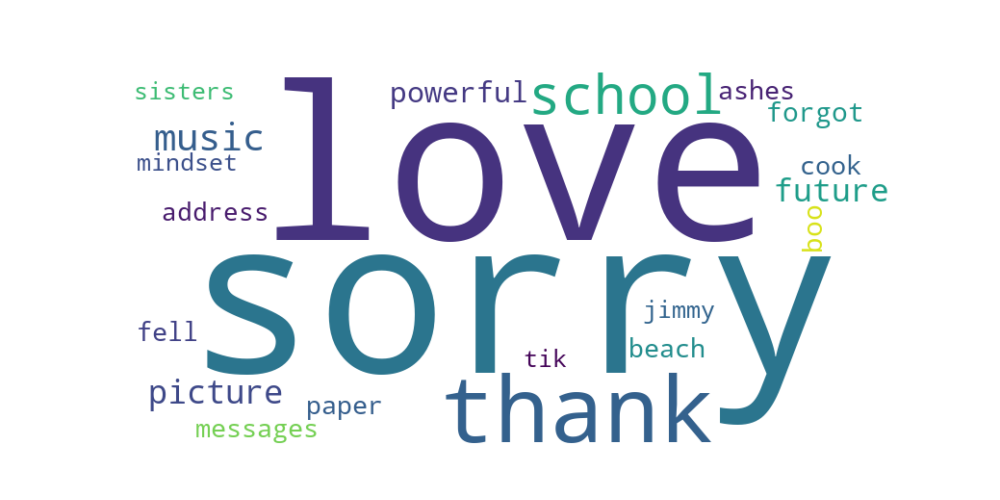 sisters
powerful
school
ashes
love
forgot
music
mindset
cook
future
address
boo
sorry
jimmy
fell
beach
tik
picture
thank
paper
messages